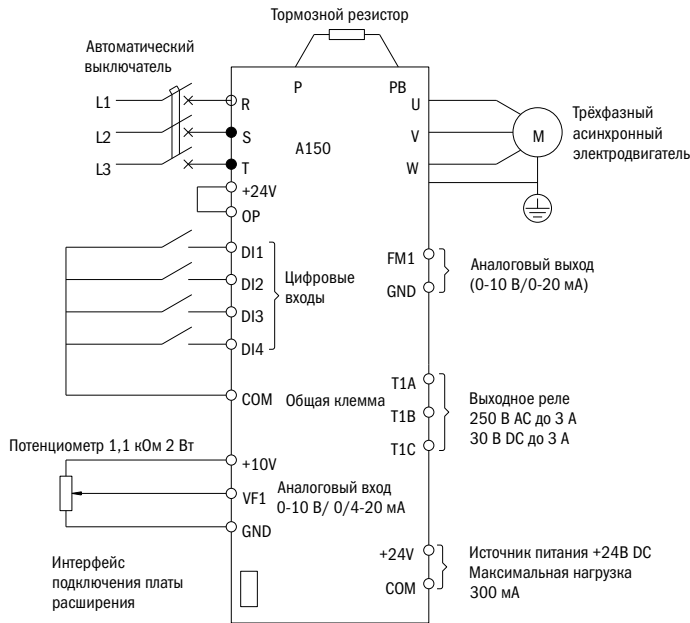 Тормозной резистор
Автоматический
выключатель
P
PB
L1
R
U
L2
S
V
L3
T
W
A150
M
Трёхфазный
асинхронный
электродвигатель
+24V
OP
DI1
DI2
DI3
DI4
Цифровые
входы
COM
Общая клемма
FM1
GND
Аналоговый выход
(0-10 В/0-20 мА)
T1A
T1B
T1C
Выходное реле
250 В AC до 3 А
30 В DC до 3 А
Потенциометр 1,1 кОм 2 Вт
+10V
VF1
GND
Аналоговый вход
0-10 В/ 0/4-20 мА
Интерфейс
подключения платы
расширения
+24V
COM
Источник питания +24В DC
Максимальная нагрузка
300 мА